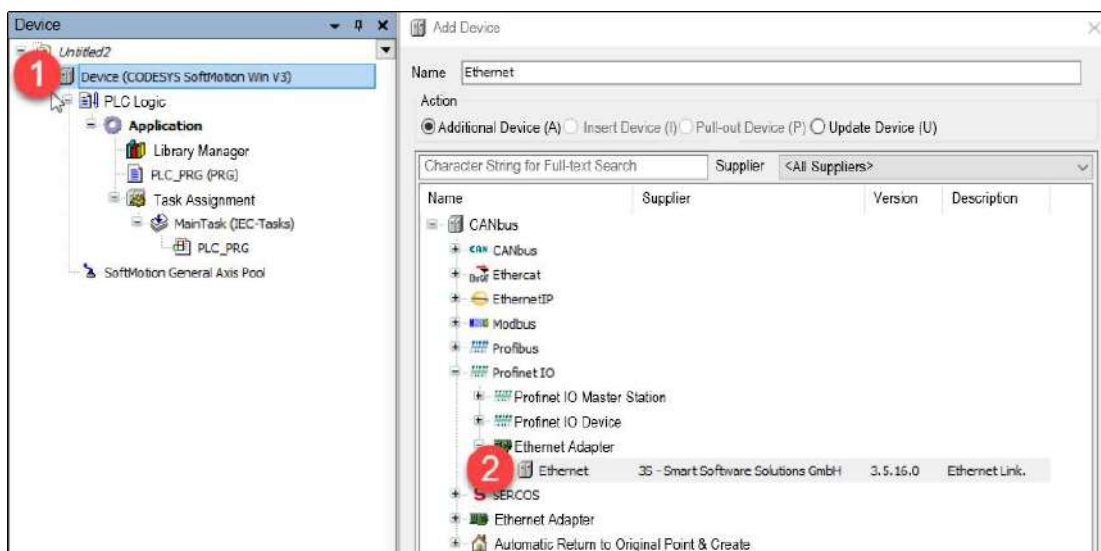 Device
Untitled2
1
Device (CODESYS SoftMotion Win V3)
PLC Logic
Application
Library Manager
PLC_PRG (PRG)
Task Assignment
MainTask (IEC-Tasks)
PLC_PRG
SoftMotion General Axis Pool
Add Device
Name Ethernet
Action
Additional Device (A) Insert Device (I) Pull-out Device (P) Update Device (U)
Character String for Full-text Search Supplier <All Suppliers>
Name Supplier Version Description
CANbus
CAN CANbus
Ethercat
EthernetIP
Modbus
Profibus
Profinet IO
Profinet IO Master Station
Profinet IO Device
Ethernet Adapter
2 Ethernet 3S - Smart Software Solutions GmbH 3.5.16.0 Ethernet Link.
SERCOS
Ethernet Adapter
Automatic Return to Original Point & Create